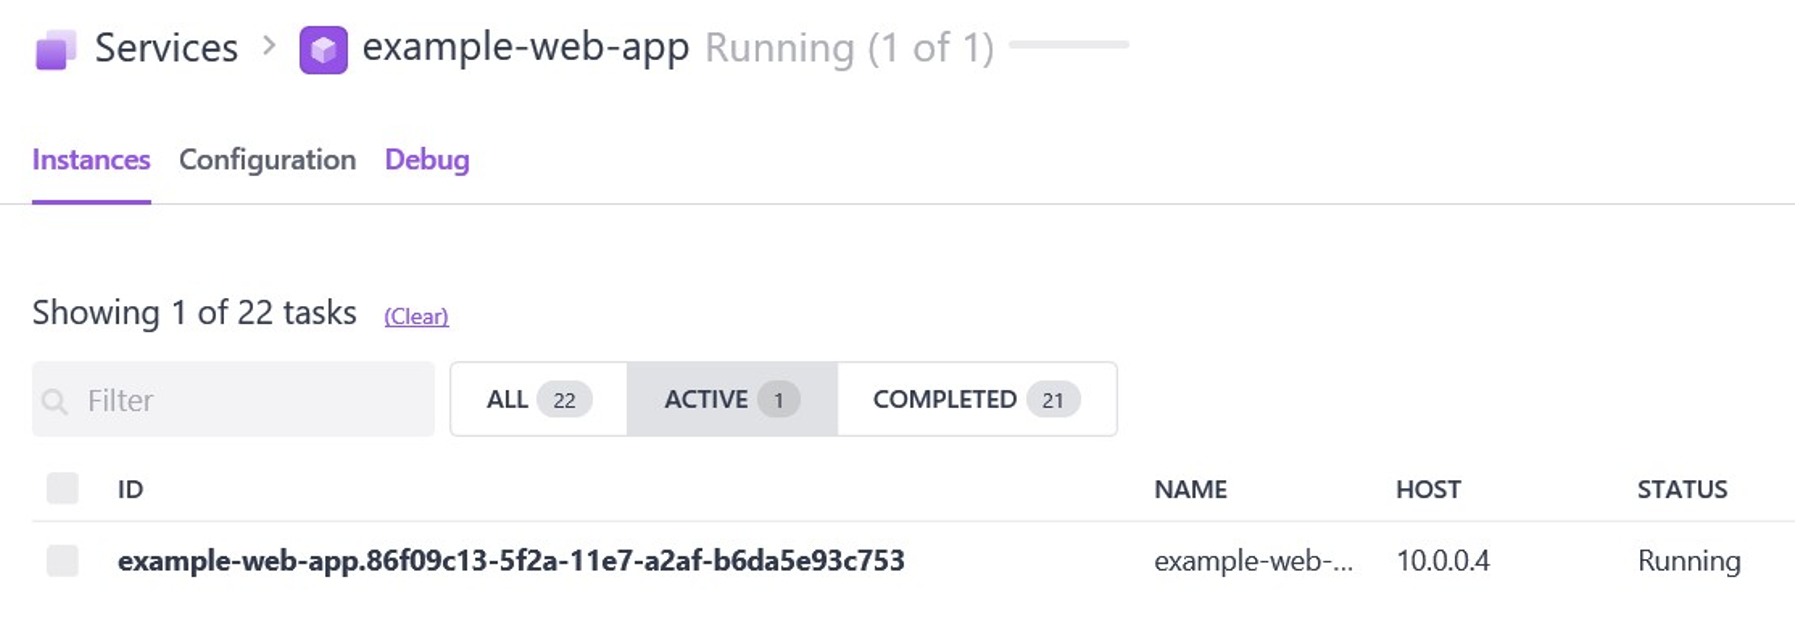 Services > example-web-app Running (1 of 1)
Instances Configuration Debug
Showing 1 of 22 tasks (Clear)
Filter ALL 22 ACTIVE 1 COMPLETED 21
ID NAME HOST STATUS
example-web-app.86f09c13-5f2a-11e7-a2af-b6da5e93c753 example-web-... 10.0.0.4 Running